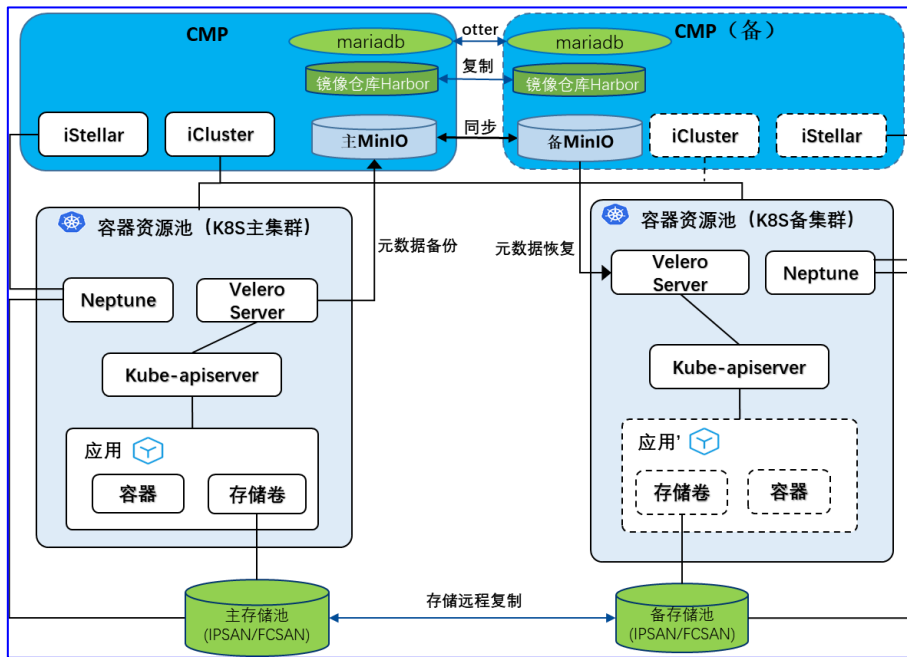 CMP
mariadb
otter
mariadb
CMP（备）
镜像仓库Harbor
复制
镜像仓库Harbor
iStellar
iCluster
主MinIO
同步
备MinIO
iCluster
iStellar
容器资源池（K8S主集群）
元数据备份
元数据恢复
容器资源池（K8S备集群）
Neptune
Velero
Server
Velero
Server
Neptune
Kube-apiserver
Kube-apiserver
应用
容器
存储卷
应用'
存储卷
容器
主存储池
(IPSAN/FCSAN)
存储远程复制
备存储池
(IPSAN/FCSAN)